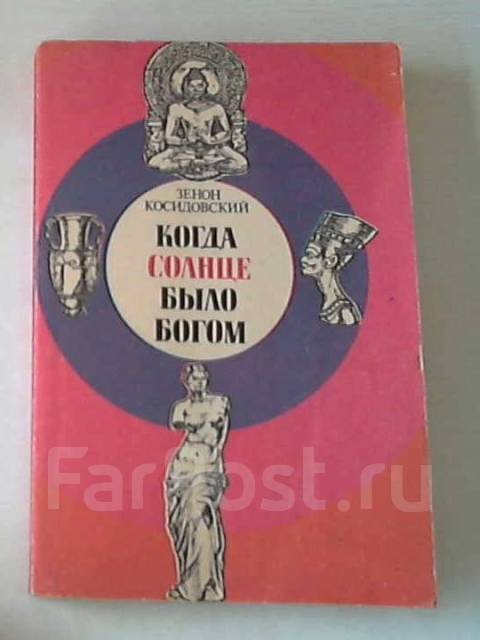 ЗЕНОН
КОСИДОВСКИЙ
КОГДА
СОЛНЦЕ
БЫЛО
БОГОМ
FarPost.ru